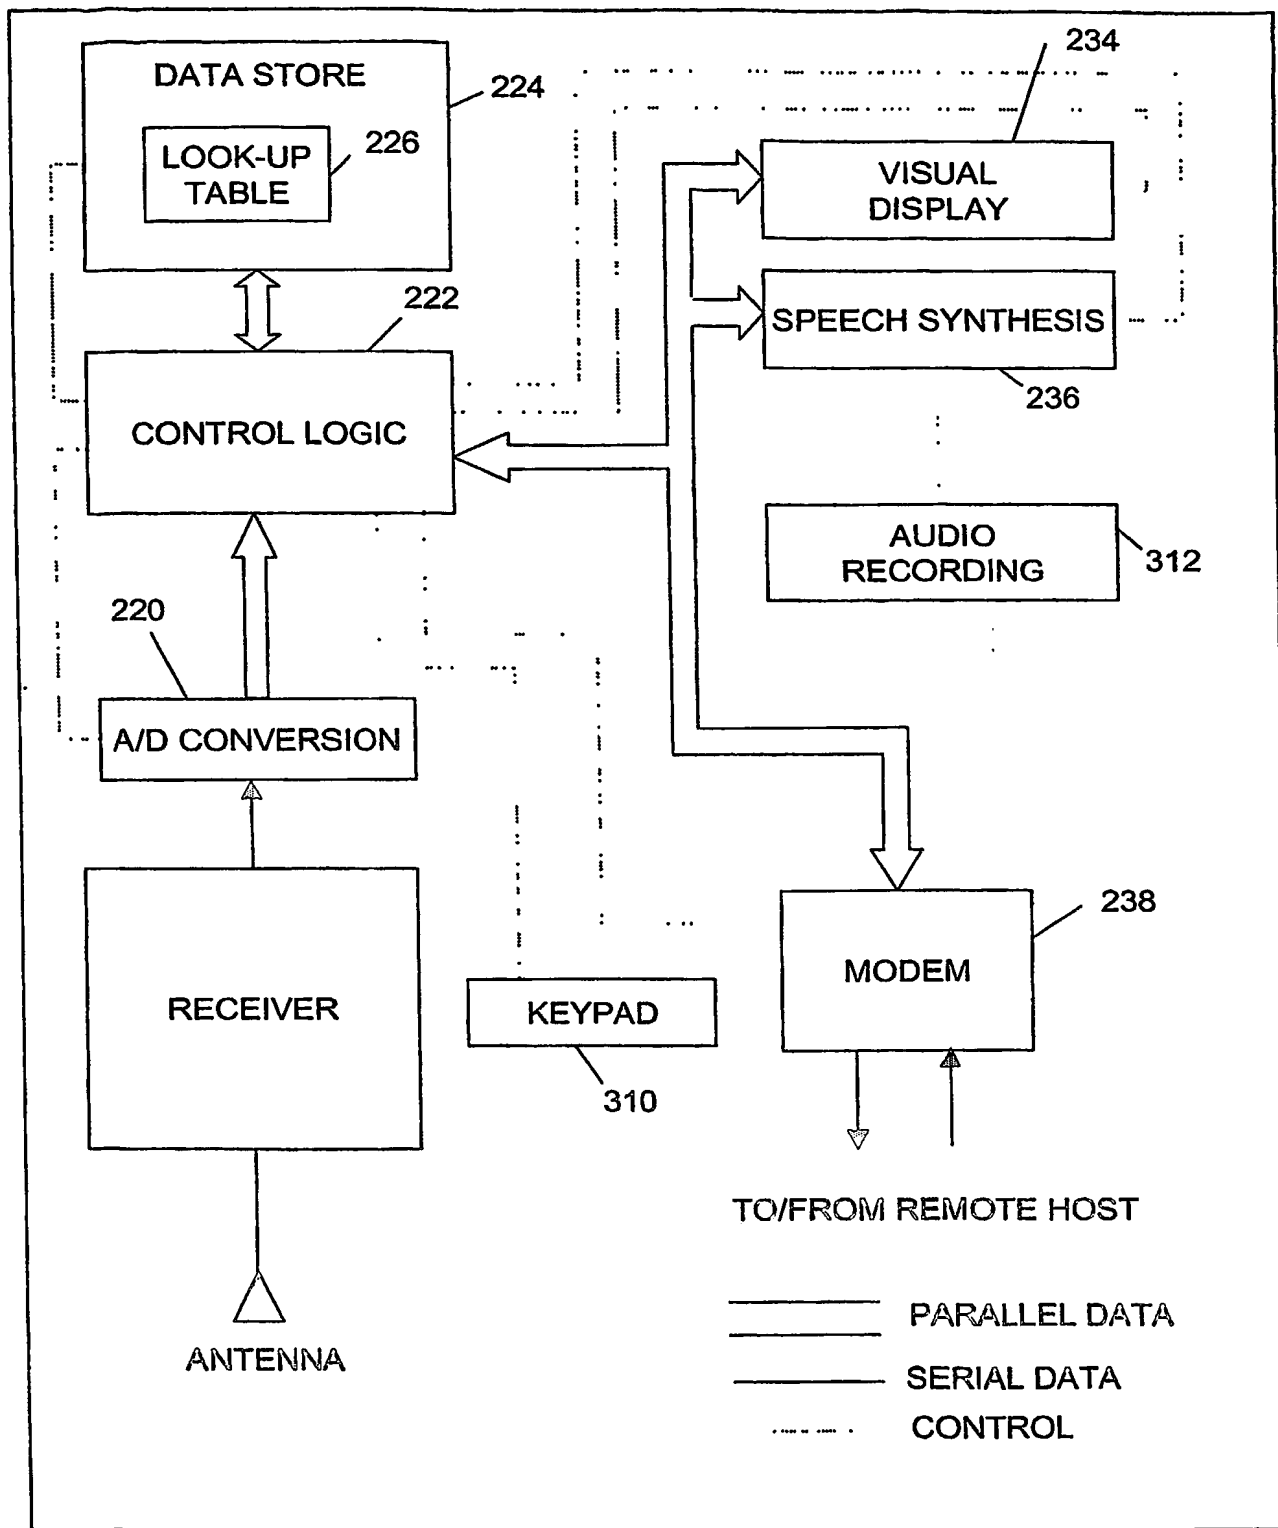 DATA STORE
224
LOOK-UP
TABLE
226
234
VISUAL
DISPLAY
222
SPEECH SYNTHESIS
236
CONTROL LOGIC
AUDIO
RECORDING
312
220
A/D CONVERSION
238
MODEM
RECEIVER
KEYPAD
310
TO/FROM REMOTE HOST
ANTENNA
PARALLEL DATA
SERIAL DATA
CONTROL